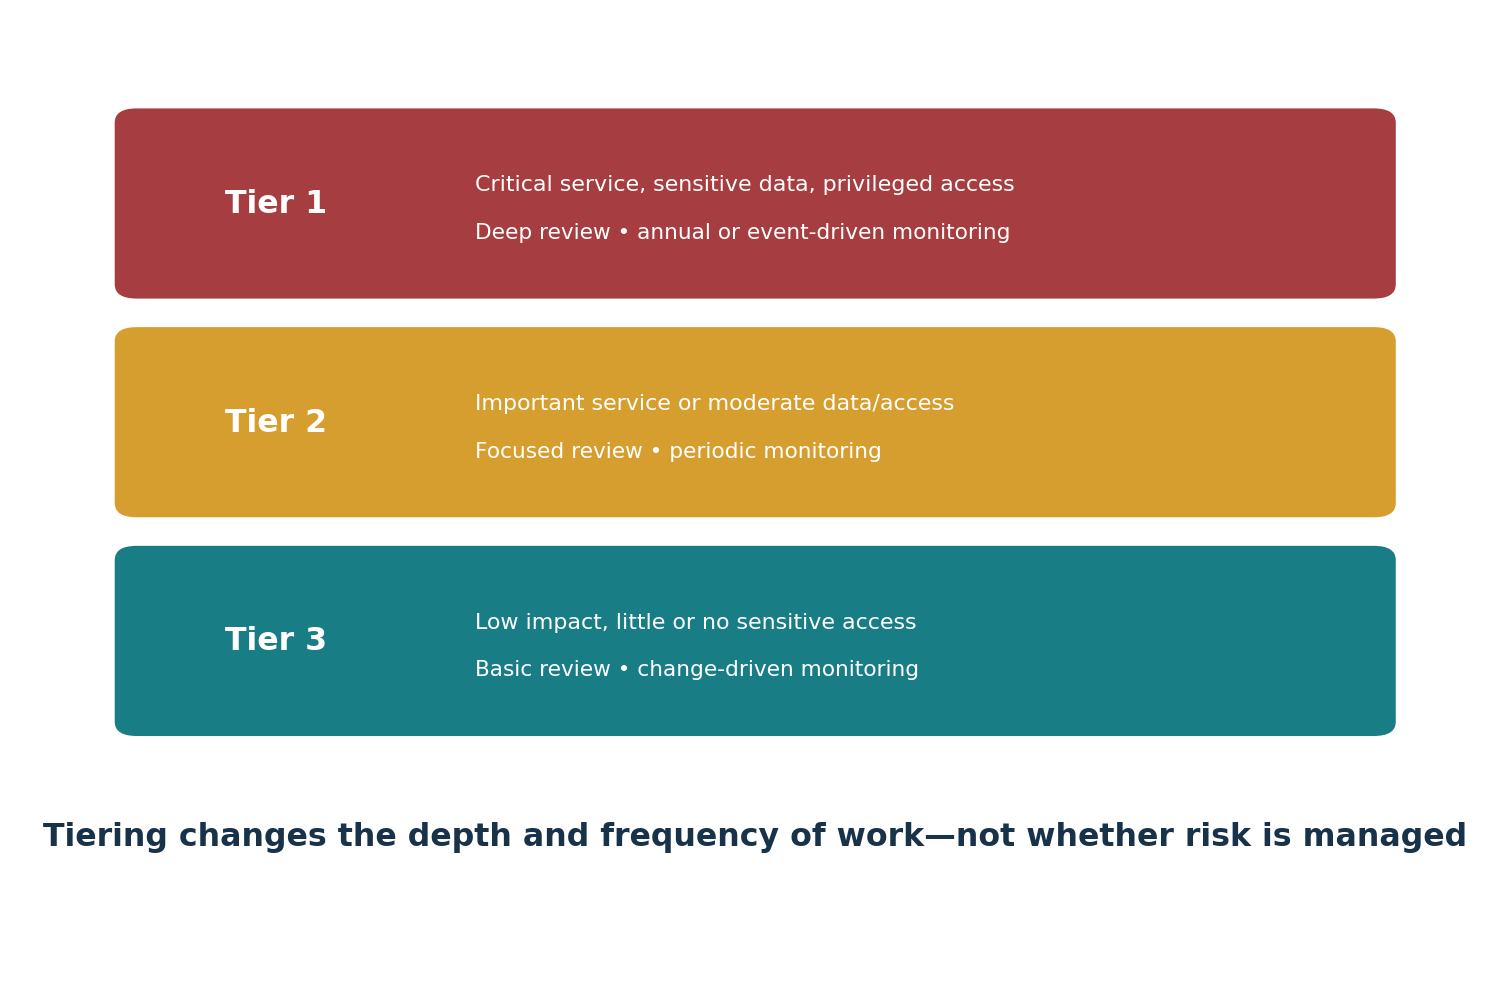 Tier 1
Critical service, sensitive data, privileged access
Deep review • annual or event-driven monitoring
Tier 2
Important service or moderate data/access
Focused review • periodic monitoring
Tier 3
Low impact, little or no sensitive access
Basic review • change-driven monitoring
Tiering changes the depth and frequency of work—not whether risk is managed